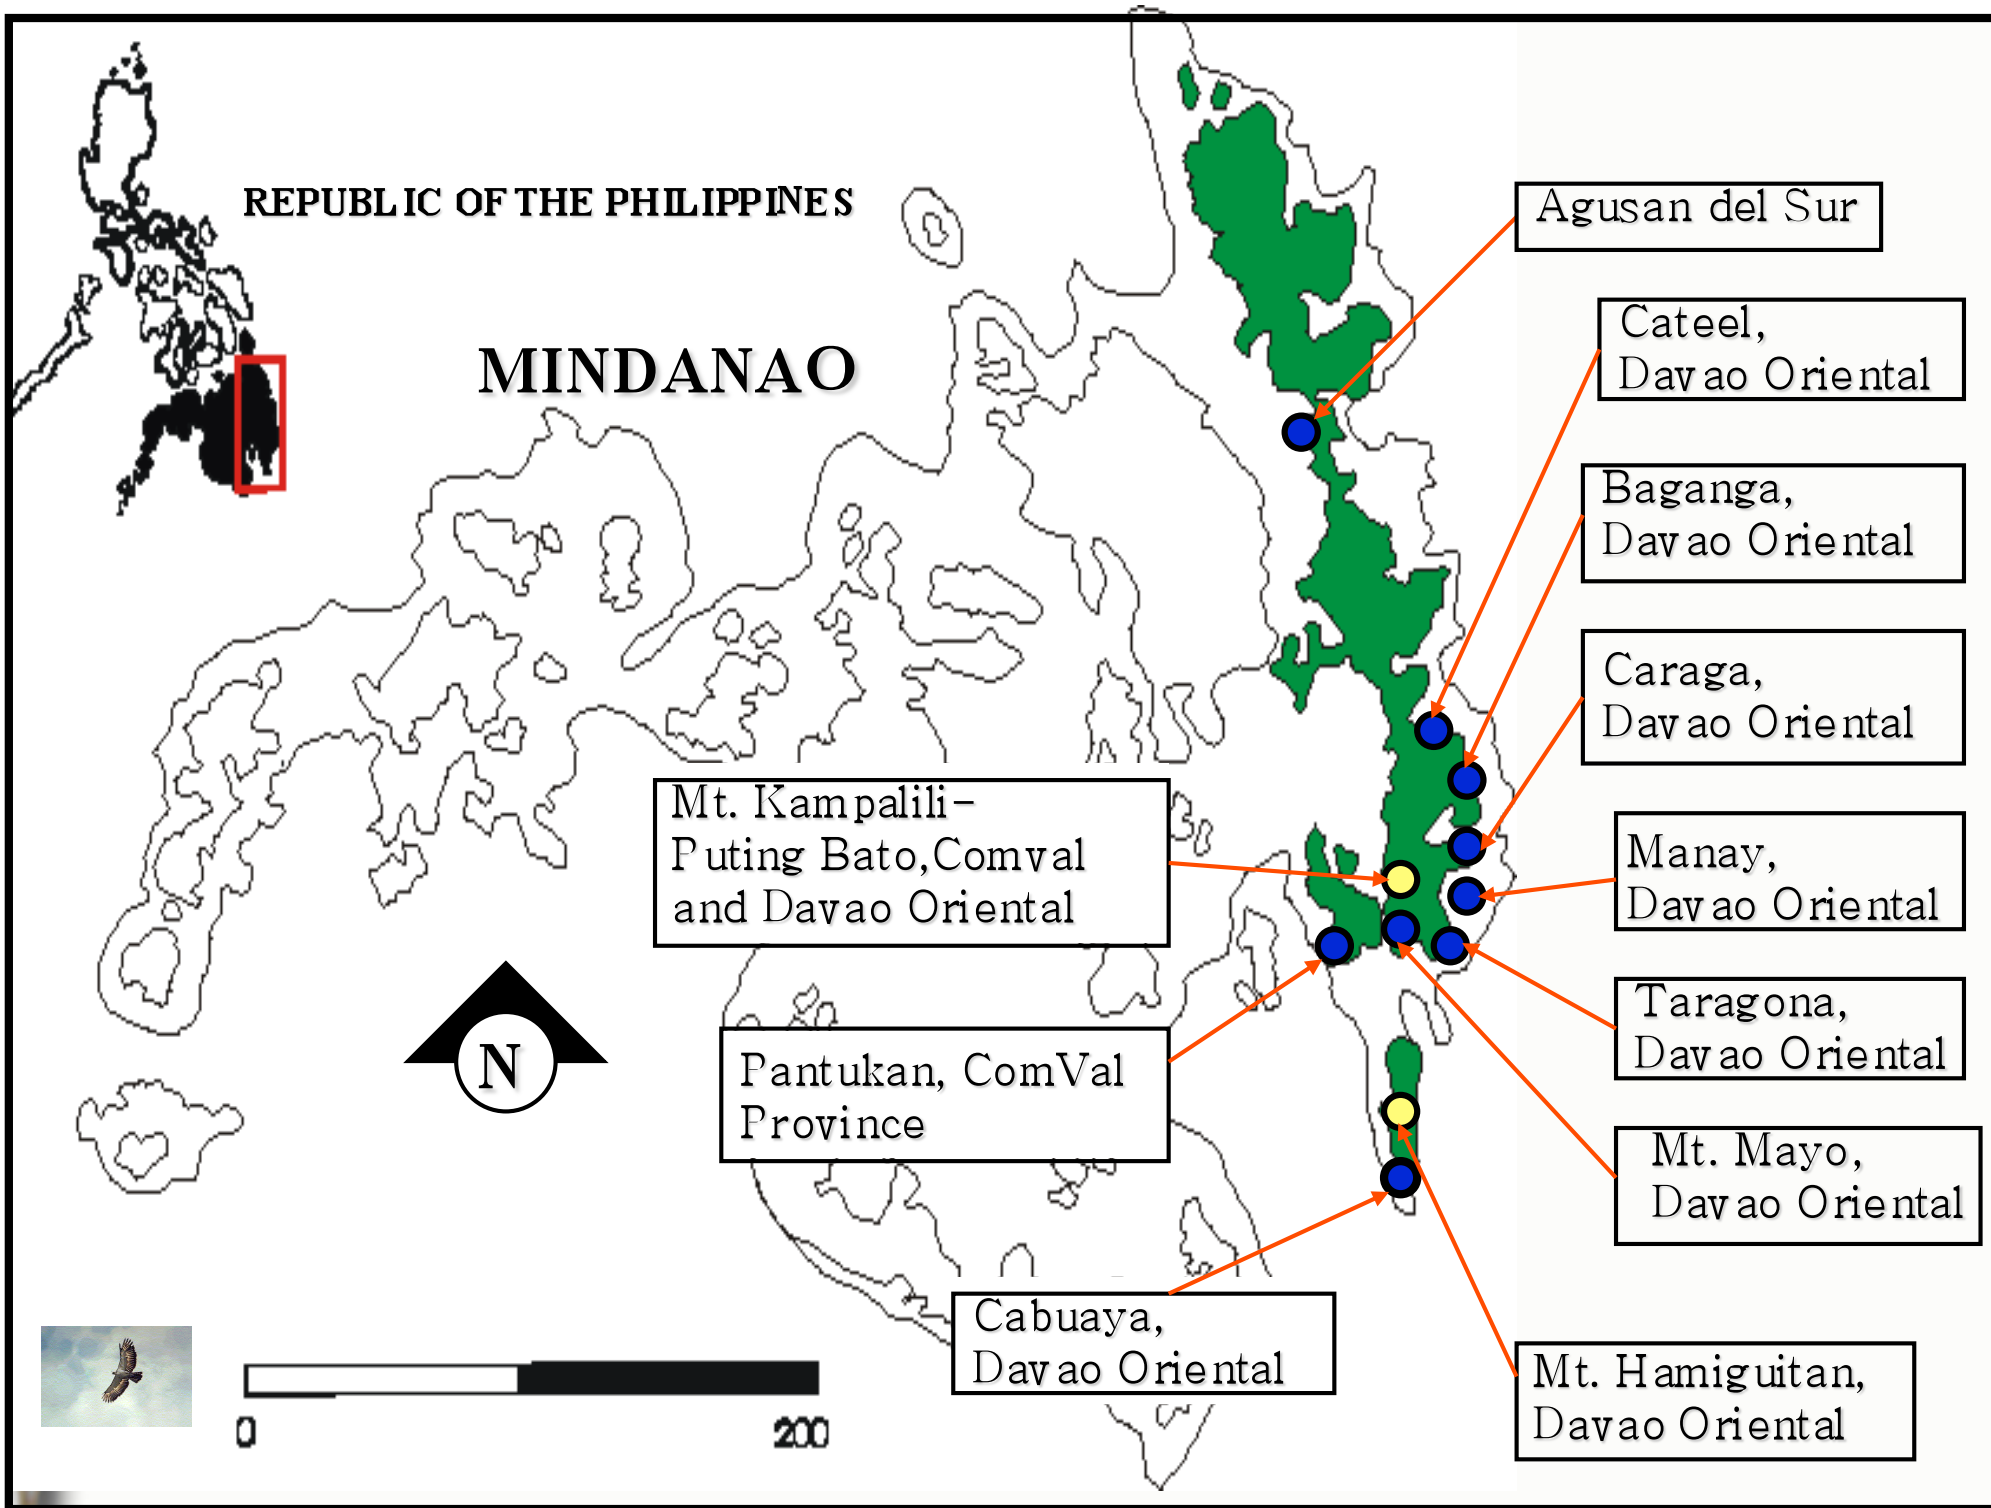 REPUBLIC OF THE PHILIPPINES
MINDANAO
Agusan del Sur
Cateel,
Davao Oriental
Baganga,
Davao Oriental
Caraga,
Davao Oriental
Mt. Kampalili-
Puting Bato,Comval
and Davao Oriental
Manay,
Davao Oriental
Taragona,
Davao Oriental
Pantukan, ComVal
Province
N
Mt. Mayo,
Davao Oriental
Cabuaya,
Davao Oriental
Mt. Hamiguitan,
Davao Oriental
0 200